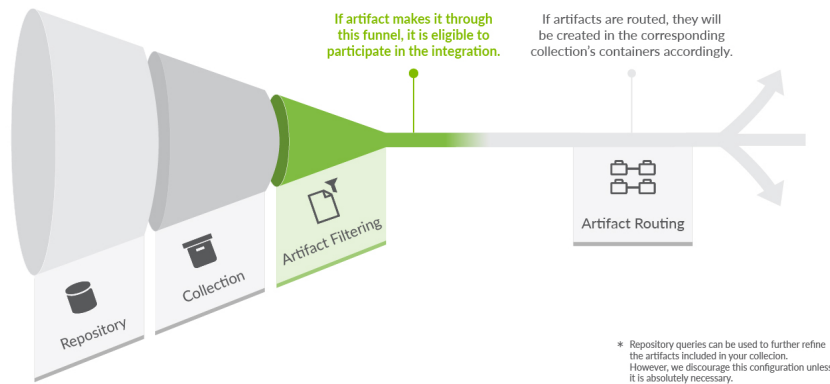 If artifact makes it through
this funnel, it is eligible to
participate in the integration.
If artifacts are routed, they will
be created in the corresponding
collection's containers accordingly.
Repository
Collection
Artifact Filtering
Artifact Routing
* Repository queries can be used to further refine
the artifacts included in your collecion.
However, we discourage this configuration unless
it is absolutely necessary.